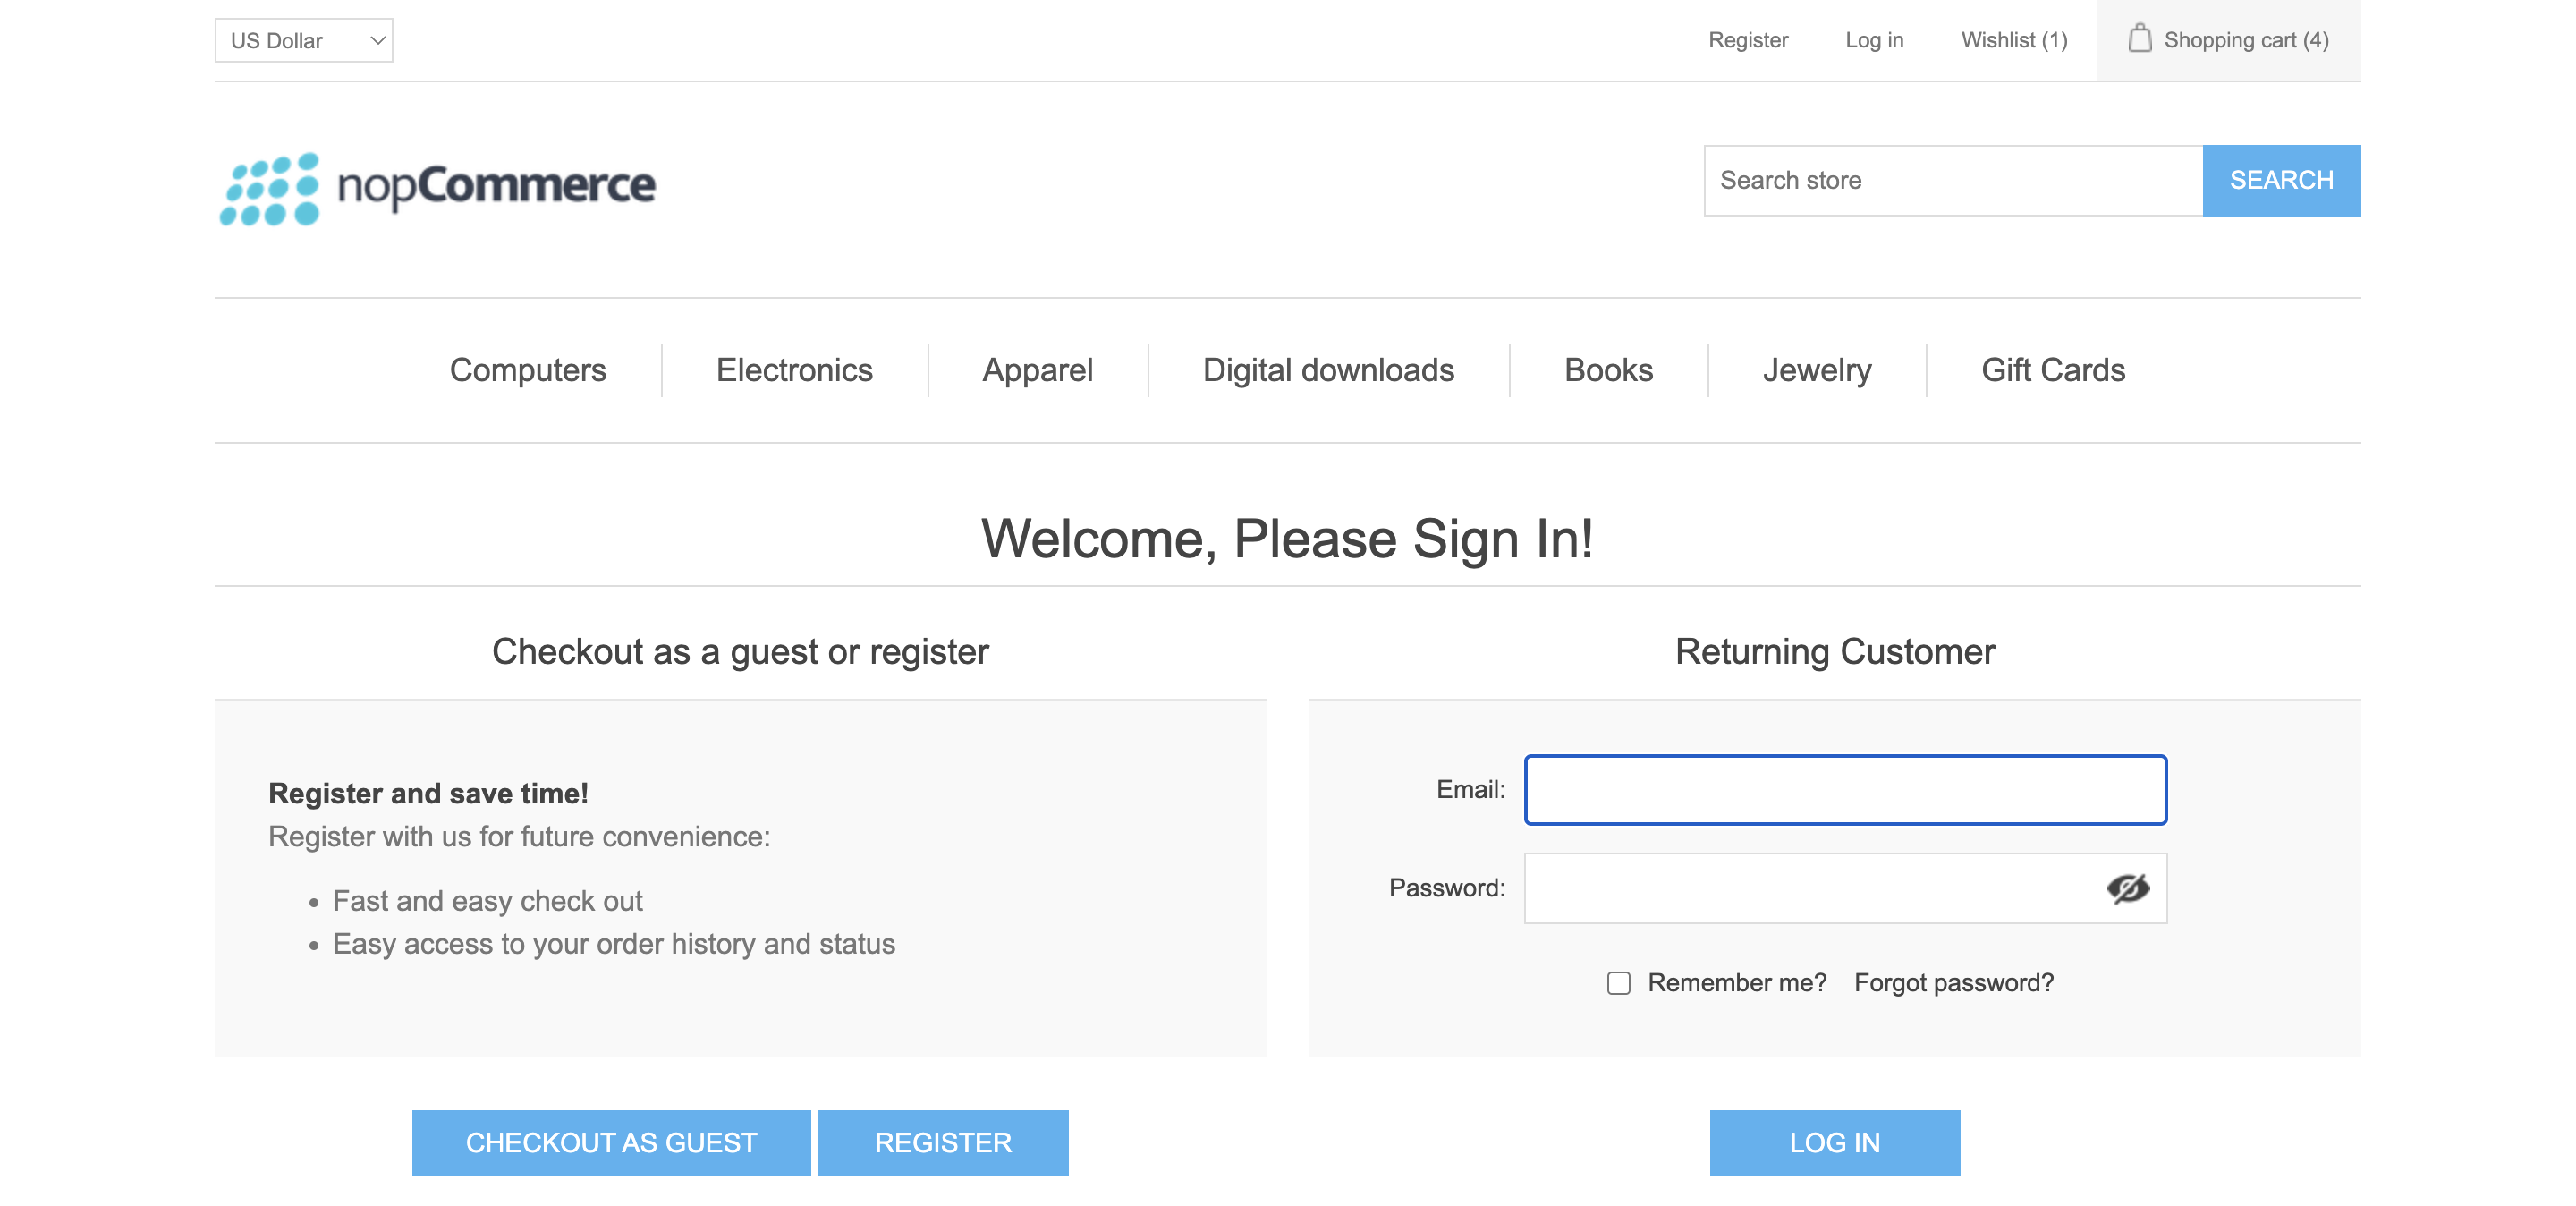 US Dollar
Register Log in Wishlist (1) Shopping cart (4)
nopCommerce
Search store SEARCH
Computers Electronics Apparel Digital downloads Books Jewelry Gift Cards
Welcome, Please Sign In!
Checkout as a guest or register
Register and save time!
Register with us for future convenience:
• Fast and easy check out
• Easy access to your order history and status
CHECKOUT AS GUEST REGISTER
Returning Customer
Email:
Password:
Remember me? Forgot password?
LOG IN